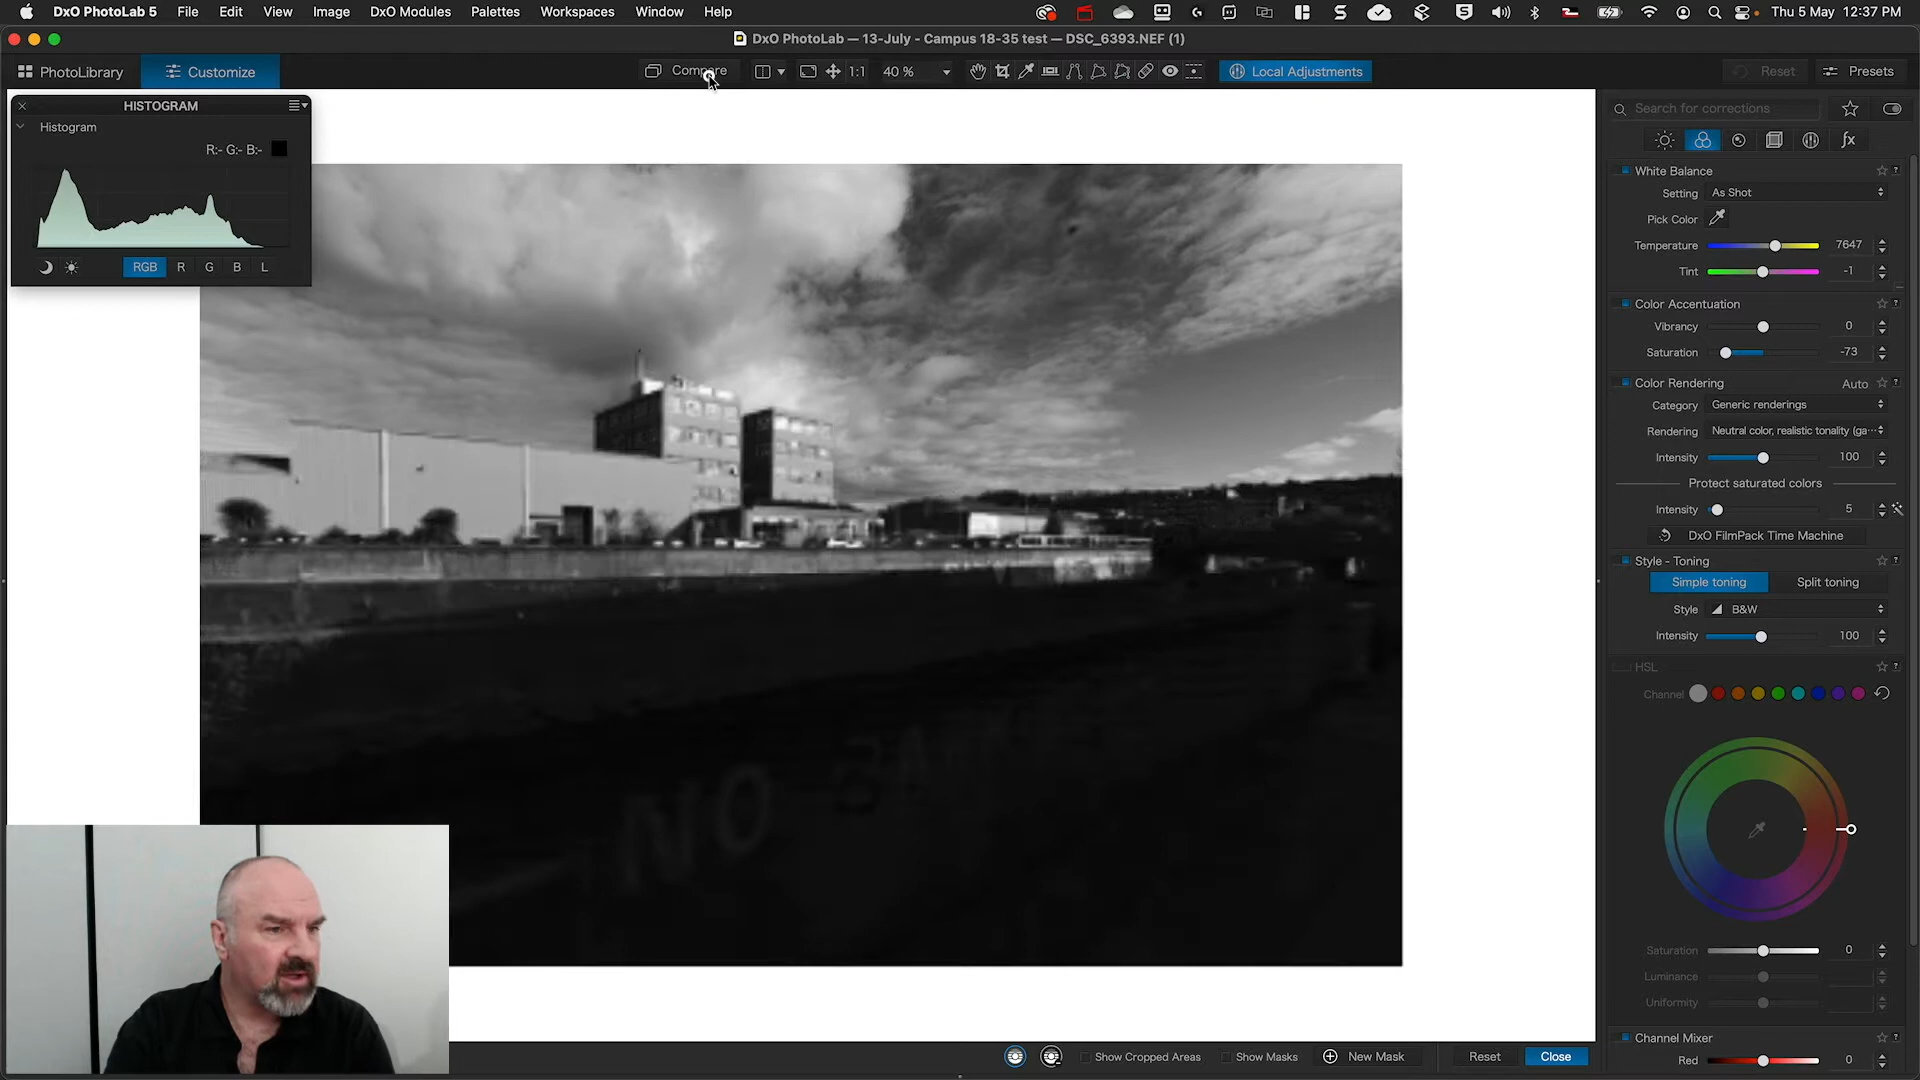 DxO PhotoLab 5 File Edit View Image DxO Modules Palettes Workspaces Window Help Thu 5 May 12:37 PM
DxO PhotoLab — 13-July - Campus 18-35 test — DSC_6393.NEF (1)
PhotoLibrary Customize Compare 1:1 40 % Local Adjustments Reset Presets
HISTOGRAM
Histogram
R:- G:- B:-
RGB R G B L
NO
Search for corrections
fx
White Balance
Setting As Shot
Pick Color
Temperature 7647
Tint -1
Color Accentuation
Vibrancy 0
Saturation -73
Color Rendering Auto
Category Generic renderings
Rendering Neutral color, realistic tonality (ga…
Intensity 100
Protect saturated colors
Intensity 5
DxO FilmPack Time Machine
Style - Toning
Simple toning Split toning
Style B&W
Intensity 100
HSL
Channel
Saturation 0
Luminance
Uniformity
Channel Mixer
Red 0
Show Cropped Areas Show Masks New Mask Reset Close